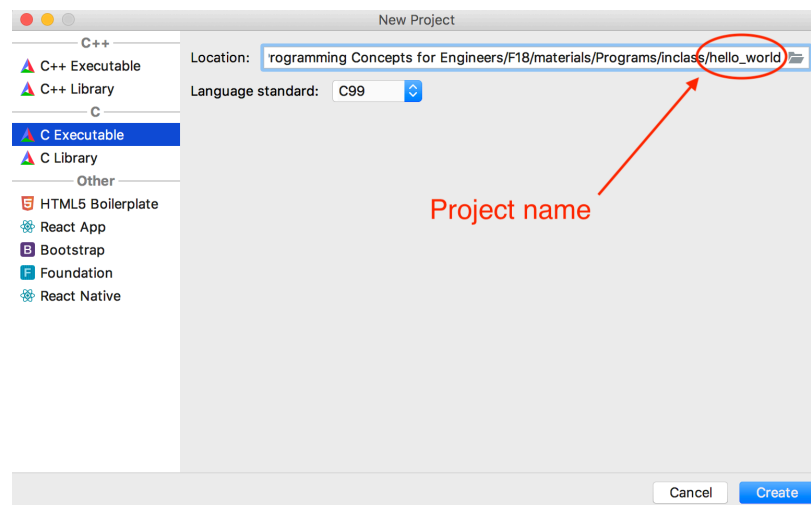 New Project
C++
C++ Executable
C++ Library
C
C Executable
C Library
Other
HTML5 Boilerplate
React App
Bootstrap
Foundation
React Native
Location: rogramming Concepts for Engineers/F18/materials/Programs/inclass/hello_world
Language standard: C99
Project name
Cancel Create